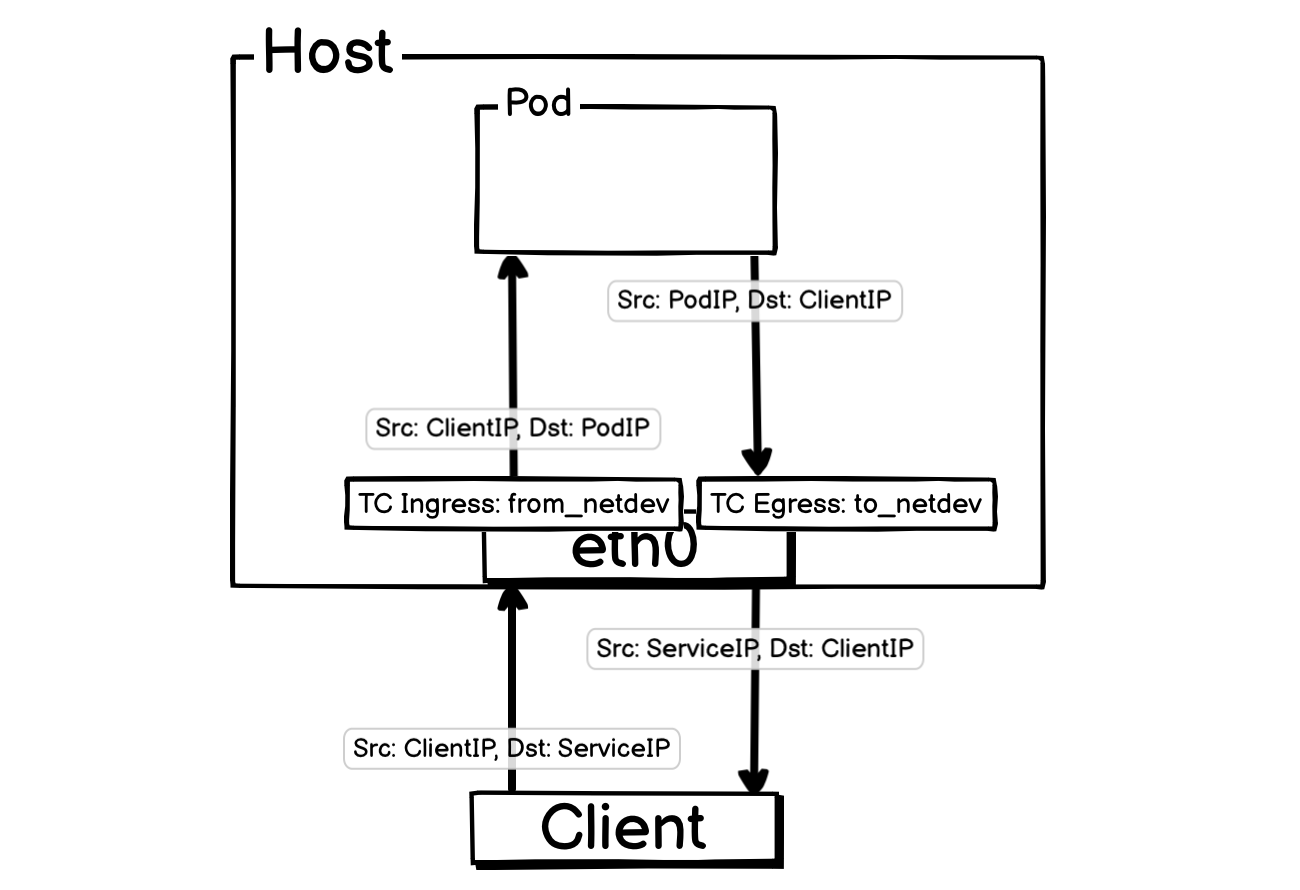 Host
Pod
Src: PodIP, Dst: ClientIP
Src: ClientIP, Dst: PodIP
TC Ingress: from_netdev
TC Egress: to_netdev
eth0
Src: ServiceIP, Dst: ClientIP
Src: ClientIP, Dst: ServiceIP
Client